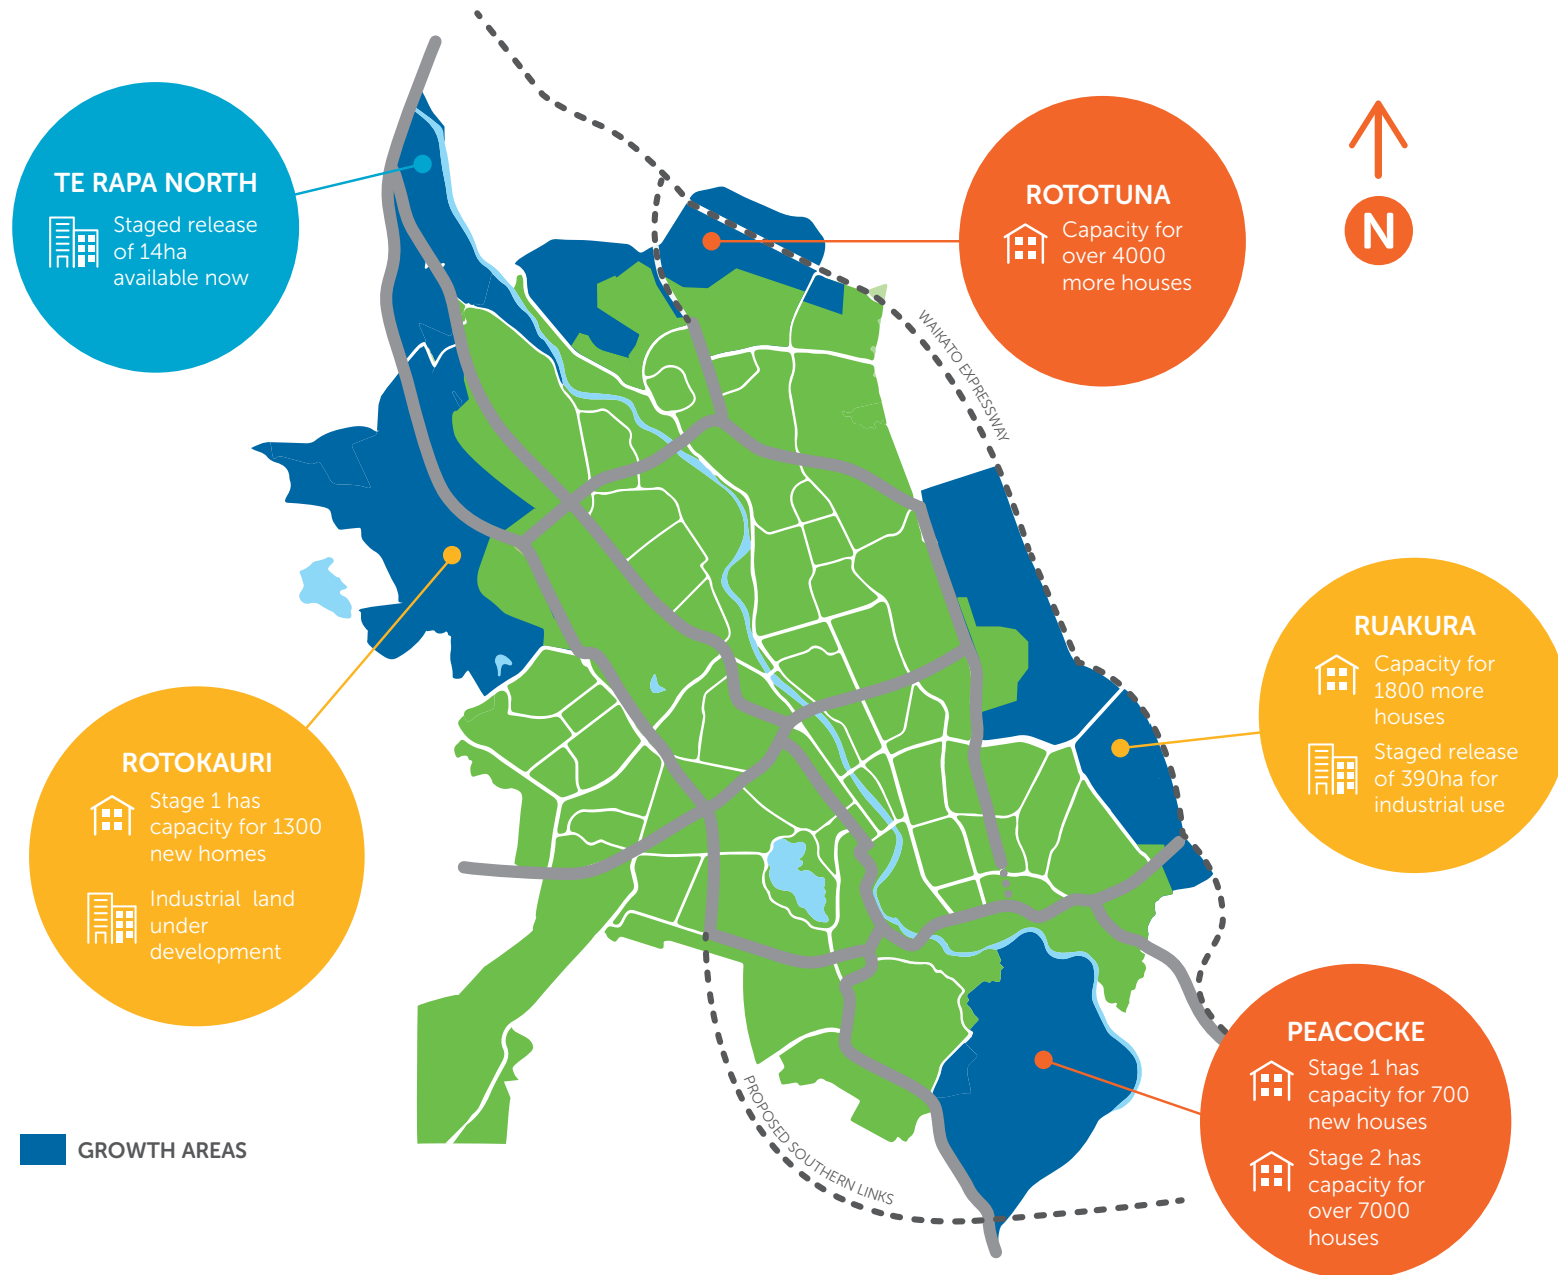 TE RAPA NORTH
Staged release
of 14ha
available now
ROTOTUNA
Capacity for
over 4000
more houses
N
WAIKATO EXPRESSWAY
RUAKURA
Capacity for
1800 more
houses
Staged release
of 390ha for
industrial use
ROTOKAURI
Stage 1 has
capacity for 1300
new homes
Industrial land
under
development
PEACOCKE
Stage 1 has
capacity for 700
new houses
Stage 2 has
capacity for
over 7000
houses
PROPOSED SOUTHERN LINKS
GROWTH AREAS